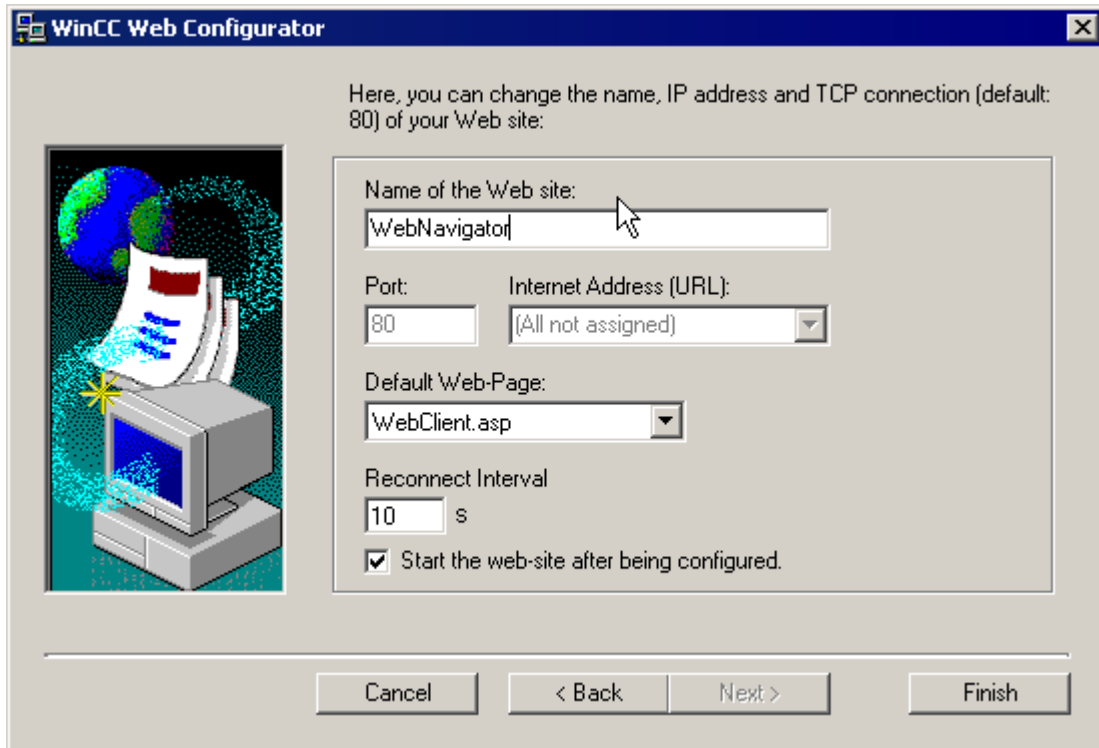 WinCC Web Configurator
Here, you can change the name, IP address and TCP connection (default:
80) of your Web site:
Name of the Web site:
WebNavigator
Port: Internet Address (URL):
80 (All not assigned)
Default Web-Page:
WebClient.asp
Reconnect Interval
10 s
Start the web-site after being configured.
Cancel < Back Next > Finish